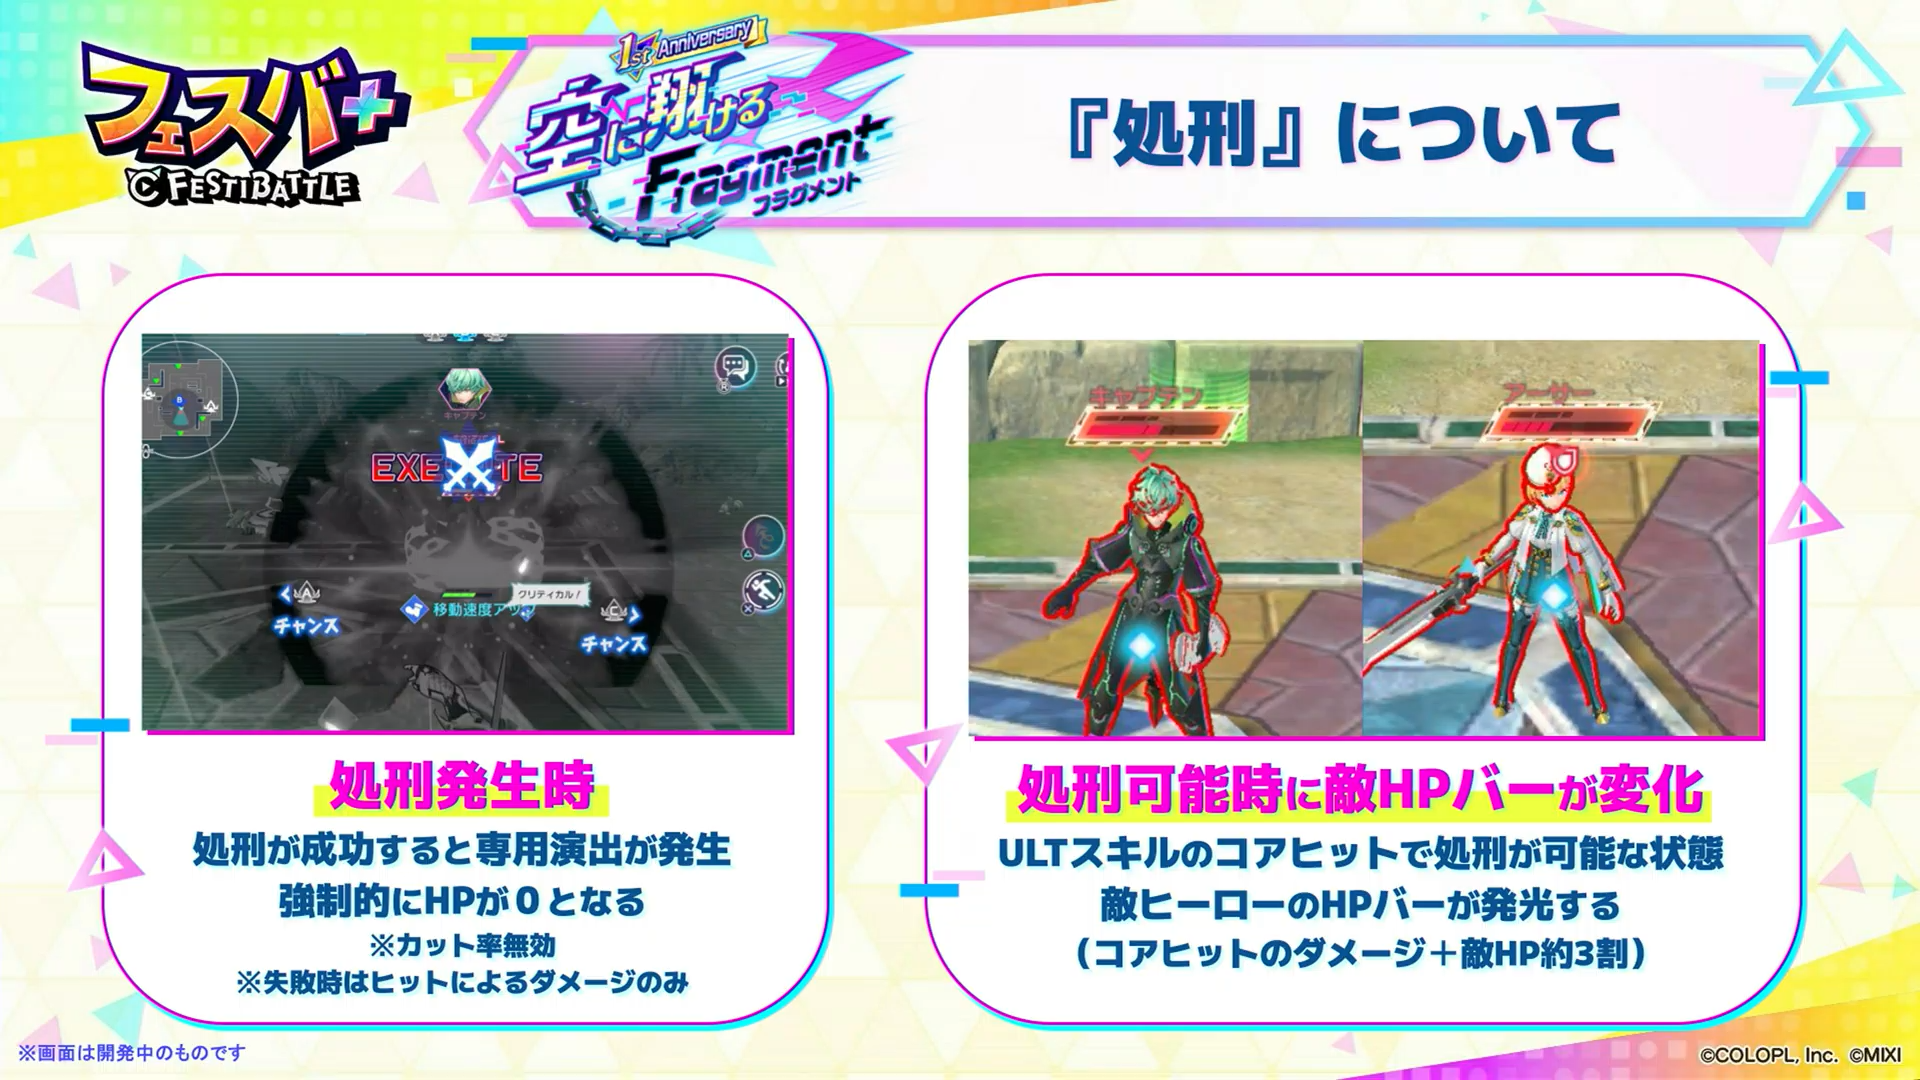 フェスバ+
FESTIBATTLE
1st Anniversary
空に翔ける
Fragment
フラグメント
『処刑』について
キャプテン
B
A
R
A
チャンス
移動速度アップ
クリティカル！
C
チャンス
キャプテン
アーサー
処刑発生時
処刑が成功すると専用演出が発生
強制的にHPが0となる
※カット率無効
※失敗時はヒットによるダメージのみ
処刑可能時に敵HPバーが変化
ULTスキルのコアヒットで処刑が可能な状態
敵ヒーローのHPバーが発光する
（コアヒットのダメージ＋敵HP約3割）
※画面は開発中のものです
©COLOPL, Inc. ©MIXI